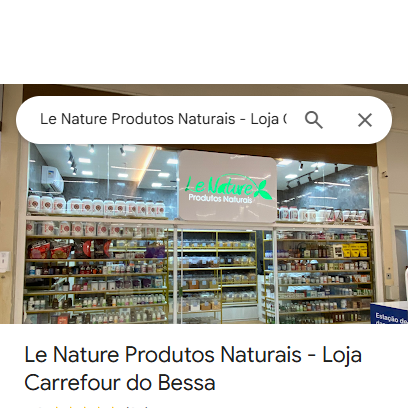 Le Nature Produtos Naturais - Loja C
Le Nature
Produtos Naturais
Estação de
Le Nature Produtos Naturais - Loja
Carrefour do Bessa